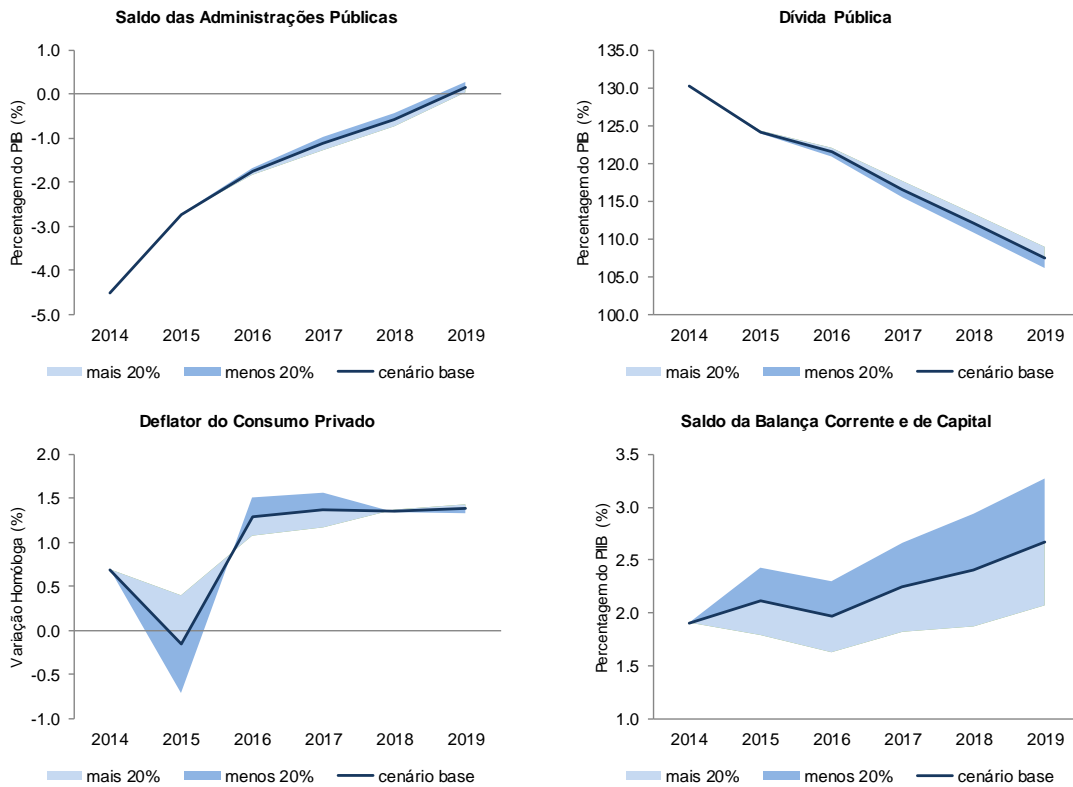 Saldo das Administrações Públicas
Percentagem do PIB (%)
1.0
0.0
-1.0
-2.0
-3.0
-4.0
-5.0
2014 2015 2016 2017 2018 2019
mais 20% menos 20% cenário base
Dívida Pública
Percentagem do PIB (%)
135.0
130.0
125.0
120.0
115.0
110.0
105.0
100.0
2014 2015 2016 2017 2018 2019
mais 20% menos 20% cenário base
Deflator do Consumo Privado
Variação Homóloga (%)
2.0
1.5
1.0
0.5
0.0
-0.5
-1.0
2014 2015 2016 2017 2018 2019
mais 20% menos 20% cenário base
Saldo da Balança Corrente e de Capital
Percentagem do PIIB (%)
3.5
3.0
2.5
2.0
1.5
1.0
2014 2015 2016 2017 2018 2019
mais 20% menos 20% cenário base